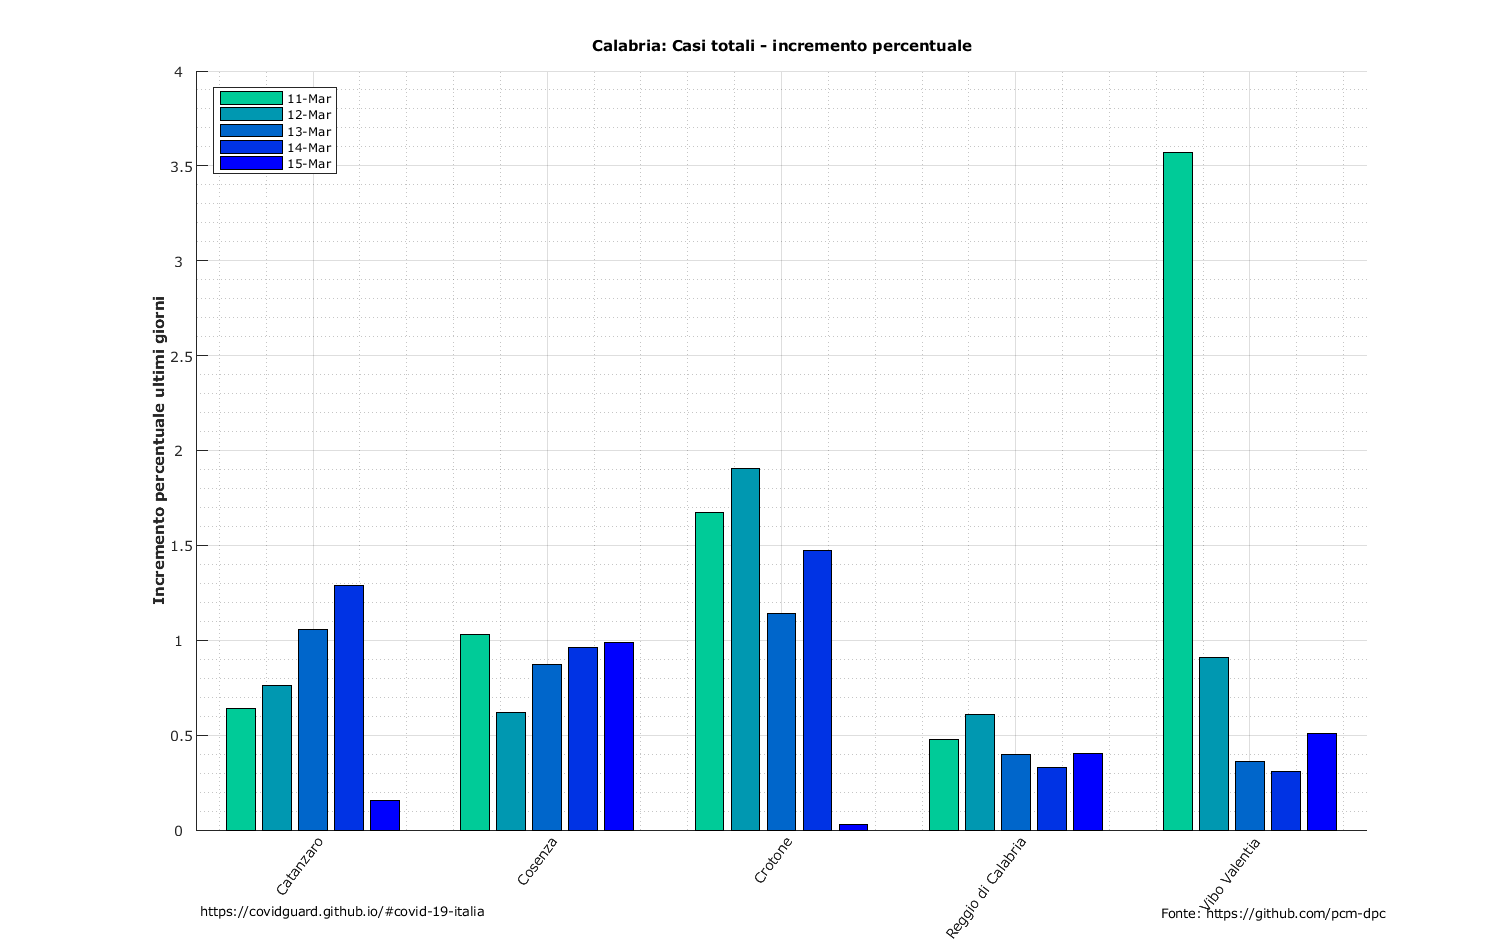 Calabria: Casi totali - incremento percentuale
4
3.5
3
2.5
2
1.5
1
0.5
0
Incremento percentuale ultimi giorni
11-Mar
12-Mar
13-Mar
14-Mar
15-Mar
Catanzaro
Cosenza
Crotone
Reggio di Calabria
Vibo Valentia
https://covidguard.github.io/#covid-19-italia
Fonte: https://github.com/pcm-dpc